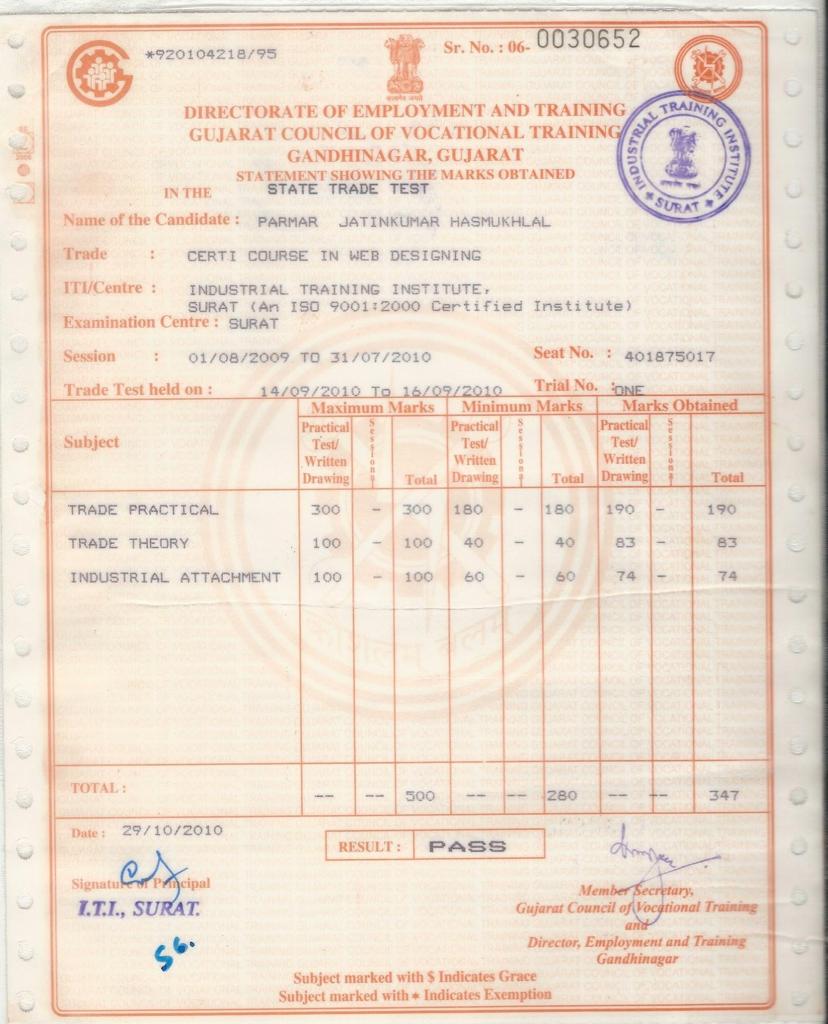 *920104218/95
Sr. No. : 06- 0030652
DIRECTORATE OF EMPLOYMENT AND TRAINING
GUJARAT COUNCIL OF VOCATIONAL TRAINING
GANDHINAGAR, GUJARAT
STATEMENT SHOWING THE MARKS OBTAINED
IN THE STATE TRADE TEST
INDUSTRIAL TRAINING INSTITUTE
* SURAT *
Name of the Candidate : PARMAR JATINKUMAR HASMUKHLAL
Trade : CERTI COURSE IN WEB DESIGNING
ITI/Centre : INDUSTRIAL TRAINING INSTITUTE,
SURAT (An ISO 9001:2000 Certified Institute)
Examination Centre : SURAT
Session : 01/08/2009 TO 31/07/2010 Seat No. : 401875017
Trade Test held on : 14/09/2010 To 16/09/2010 Trial No. : ONE
Subject Maximum Marks Minimum Marks Marks Obtained
Practical Test/ Written Drawing Sessional Total Practical Test/ Written Drawing Sessional Total Practical Test/ Written Drawing Sessional Total
TRADE PRACTICAL 300 - 300 180 - 180 190 - 190
TRADE THEORY 100 - 100 40 - 40 83 - 83
INDUSTRIAL ATTACHMENT 100 - 100 60 - 60 74 - 74
TOTAL : -- -- 500 -- -- 280 -- -- 347
Date : 29/10/2010
RESULT : PASS
Signature of Principal
I.T.I., SURAT.
56.
Member Secretary,
Gujarat Council of Vocational Training
and
Director, Employment and Training
Gandhinagar
Subject marked with $ Indicates Grace
Subject marked with * Indicates Exemption